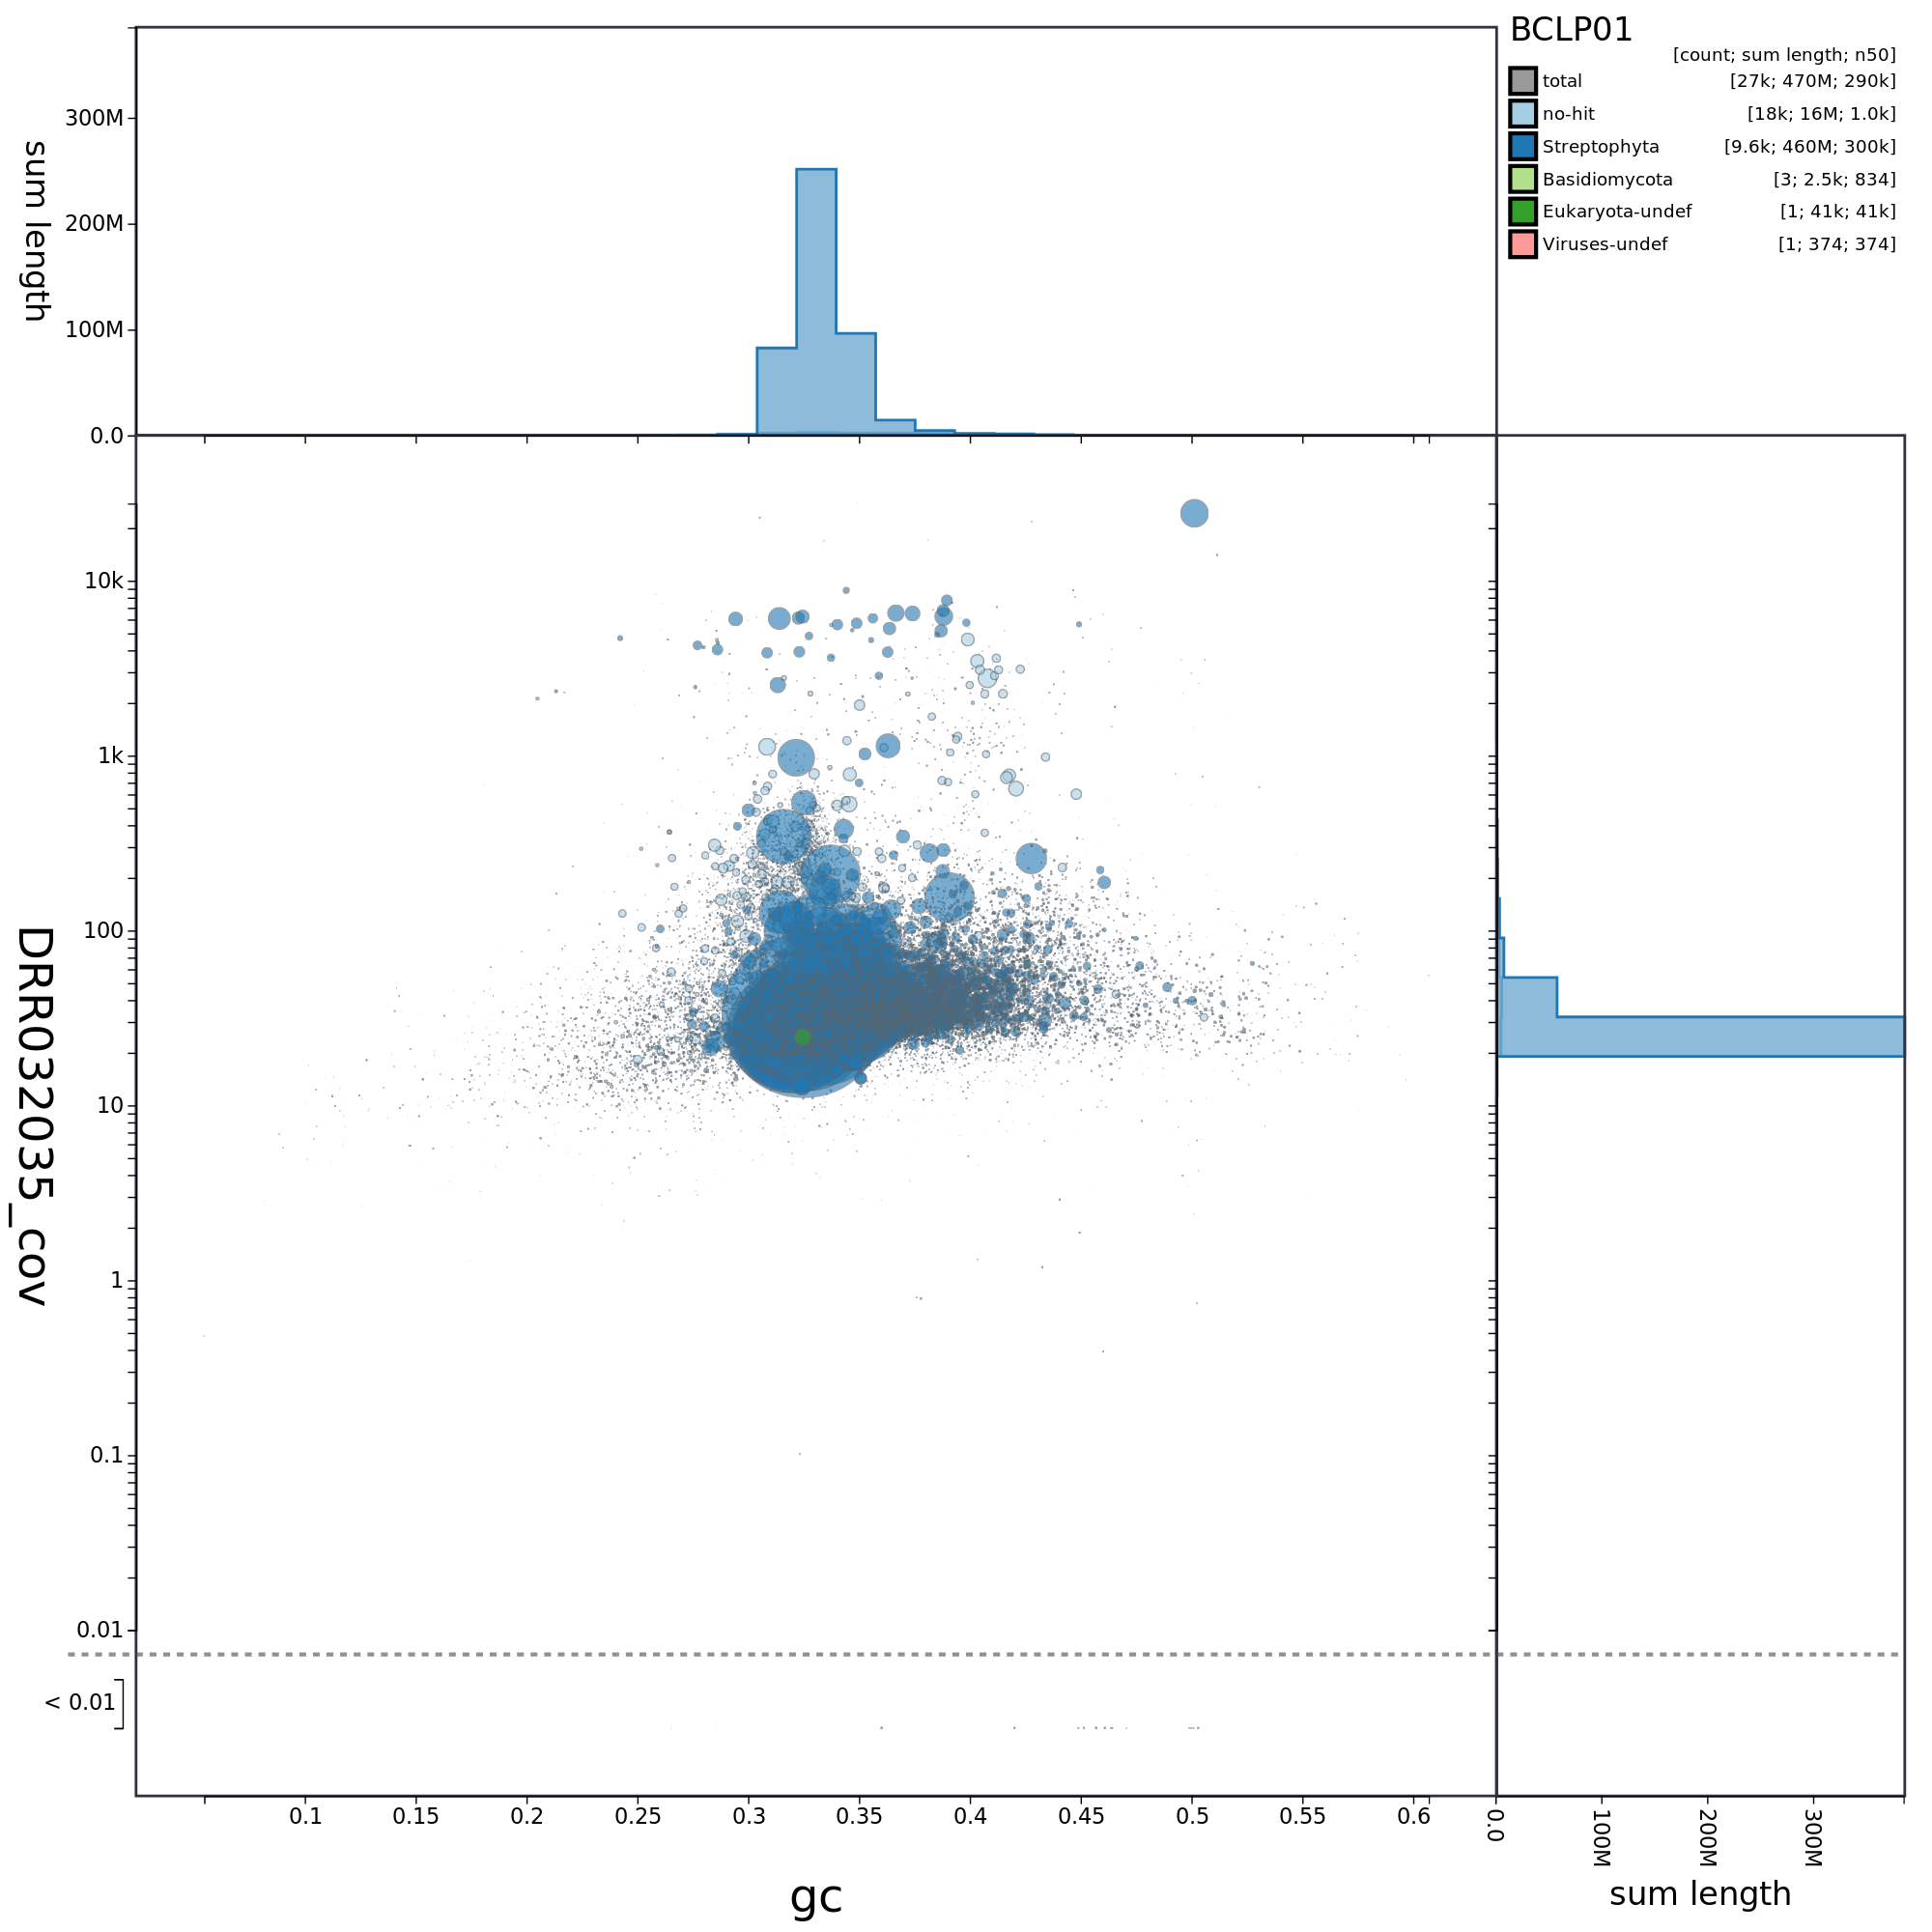 BCLP01
[count; sum length; n50]
total [27k; 470M; 290k]
no-hit [18k; 16M; 1.0k]
Streptophyta [9.6k; 460M; 300k]
Basidiomycota [3; 2.5k; 834]
Eukaryota-undef [1; 41k; 41k]
Viruses-undef [1; 374; 374]
sum length
300M
200M
100M
0.0
DRR032035_cov
10k
1k
100
10
1
0.1
0.01
< 0.01
0.1 0.15 0.2 0.25 0.3 0.35 0.4 0.45 0.5 0.55 0.6
gc
0.0 100M 200M 300M
sum length